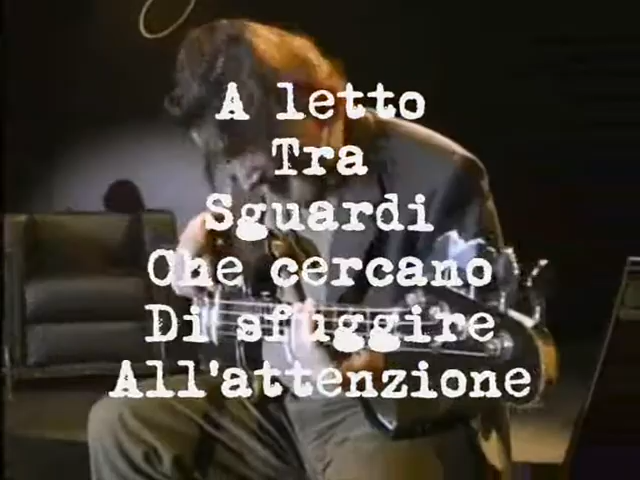 A letto
Tra
Sguardi
Che cercano
Di sfuggire
All'attenzione